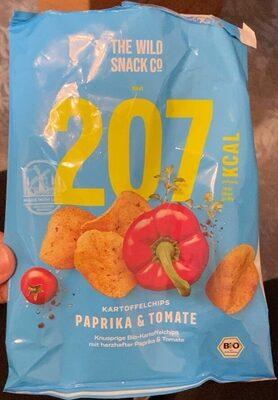 THE WILD
SNACK CO
207
KCAL
KARTOFFELCHIPS
PAPRIKA & TOMATE
Knusprige Bio-Kartoffelchips
mit herzhafter Paprika & Tomate
BIO